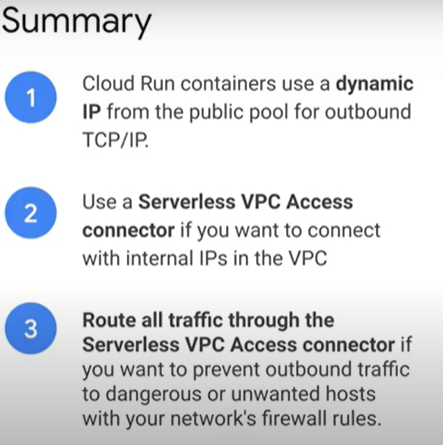 Summary
1
Cloud Run containers use a dynamic
IP from the public pool for outbound
TCP/IP.
2
Use a Serverless VPC Access
connector if you want to connect
with internal IPs in the VPC
3
Route all traffic through the
Serverless VPC Access connector if
you want to prevent outbound traffic
to dangerous or unwanted hosts
with your network's firewall rules.